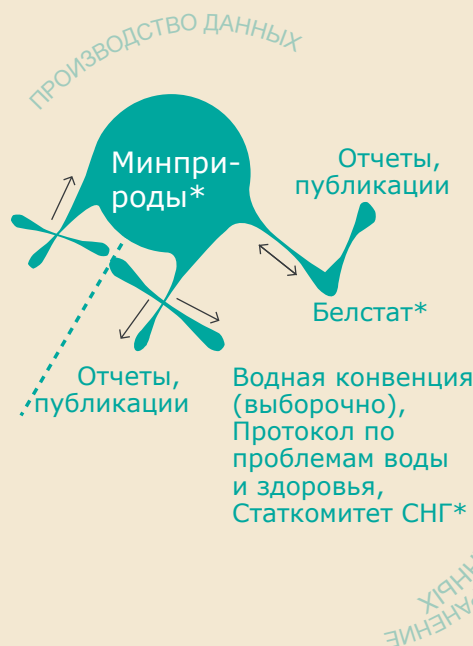 ПРОИЗВОДСТВО ДАННЫХ
Минпри-
роды*
Отчеты,
публикации
Белстат*
Отчеты,
публикации
Водная конвенция
(выборочно),
Протокол по
проблемам воды
и здоровья,
Статкомитет СНГ*